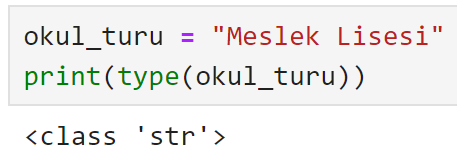 okul_turu = "Meslek Lisesi"
print(type(okul_turu))
<class 'str'>